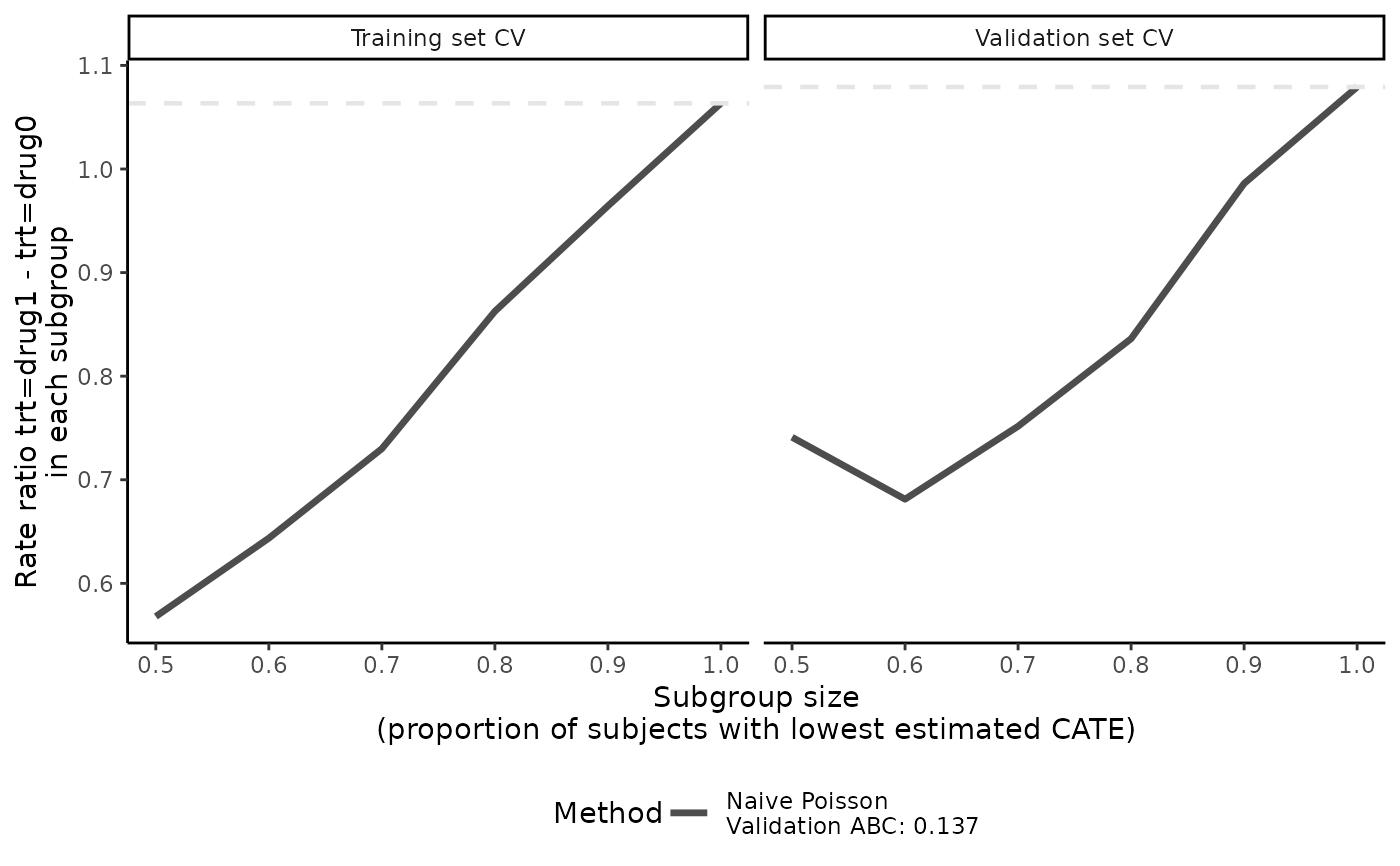 Training set CV
Validation set CV
Rate ratio trt=drug1 - trt=drug0
in each subgroup
1.1
1.0
0.9
0.8
0.7
0.6
0.5 0.6 0.7 0.8 0.9 1.0
0.5 0.6 0.7 0.8 0.9 1.0
Subgroup size
(proportion of subjects with lowest estimated CATE)
Method
Naive Poisson
Validation ABC: 0.137